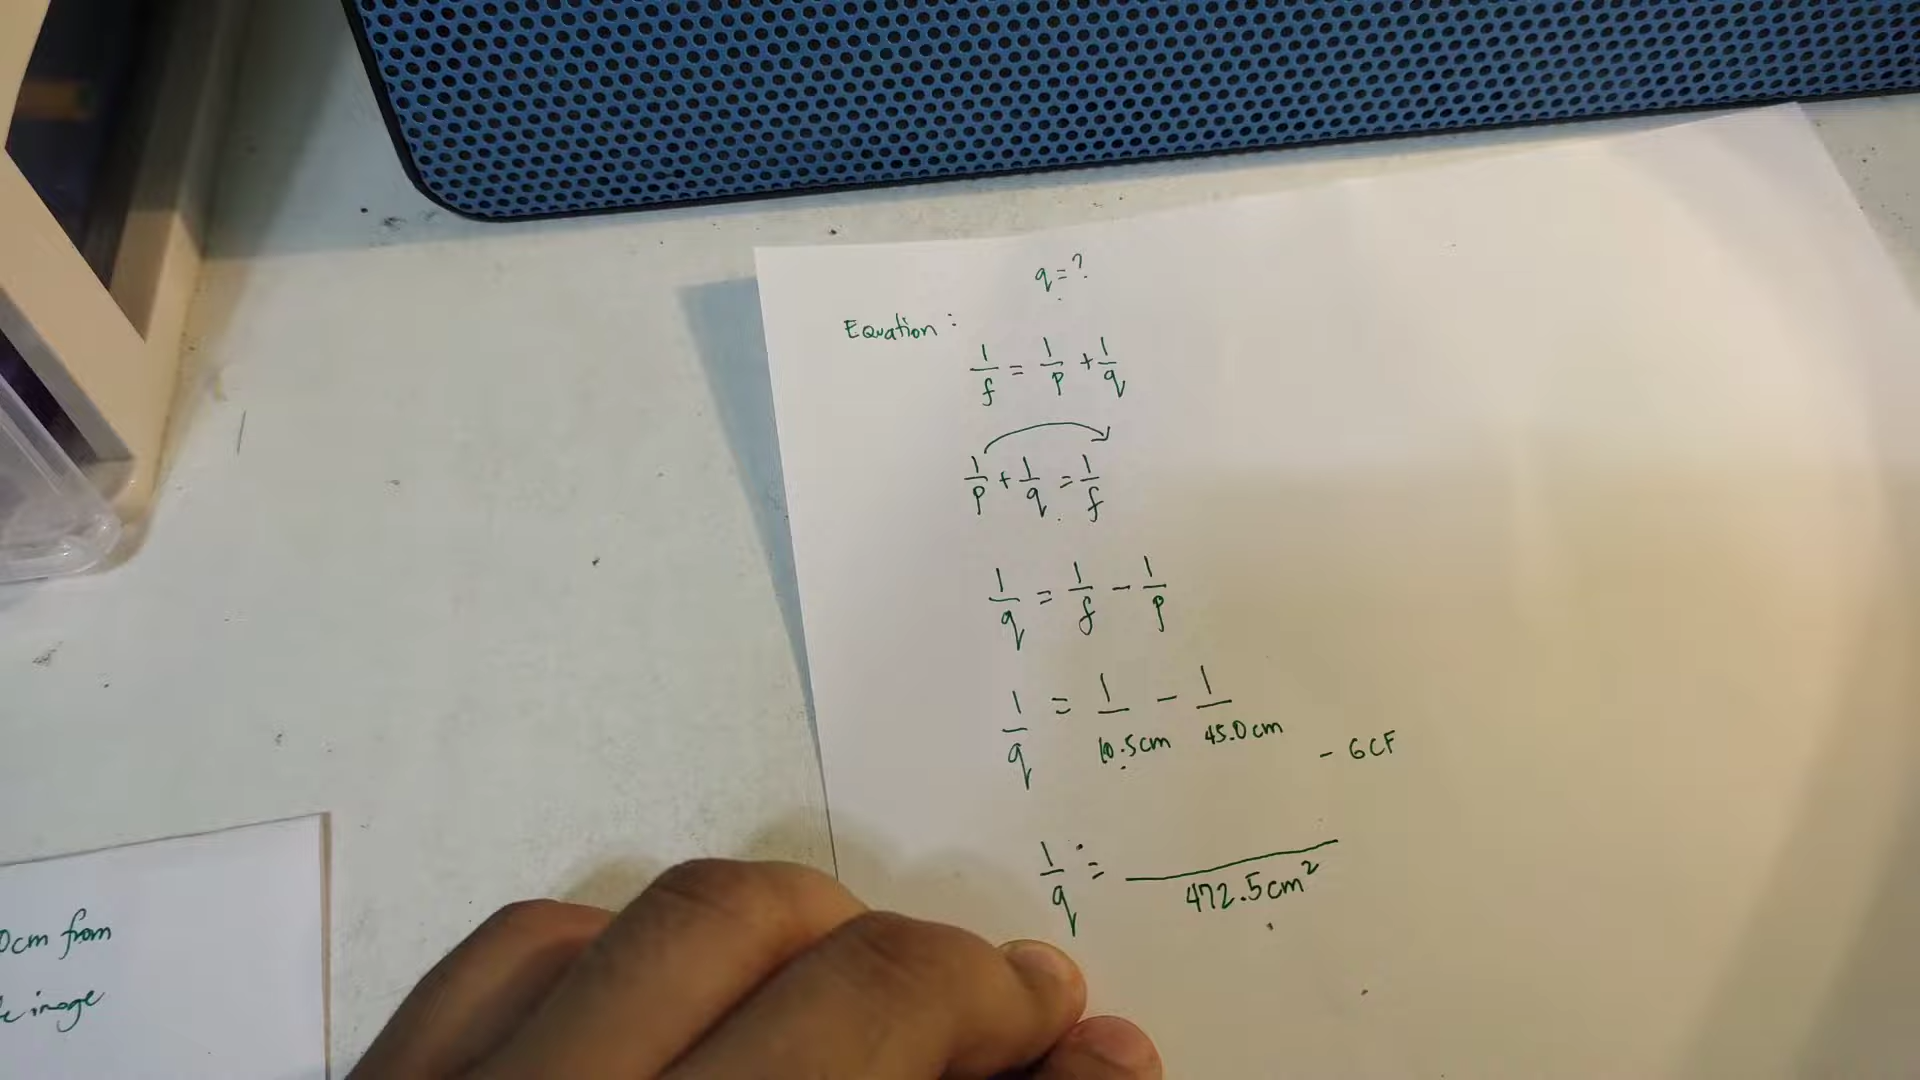 q = ?
Equation :
1/f = 1/p + 1/q
1/p + 1/q = 1/f
1/q = 1/f - 1/p
1/q = 1/10.5cm - 1/45.0cm
- GCF
1/q = /472.5cm²
0cm from
image